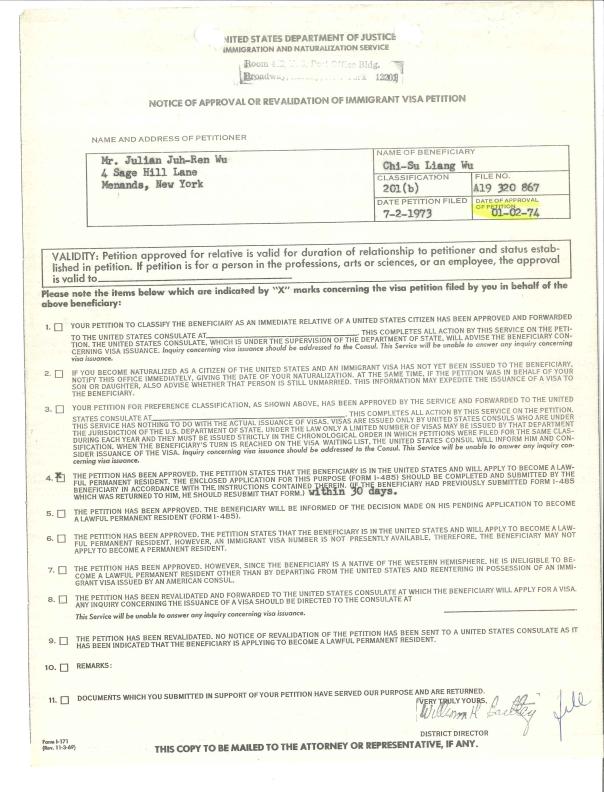 UNITED STATES DEPARTMENT OF JUSTICE
IMMIGRATION AND NATURALIZATION SERVICE
Room 4 2, U. S. Post Office Bldg.
Broadway, 12201
NOTICE OF APPROVAL OR REVALIDATION OF IMMIGRANT VISA PETITION
NAME AND ADDRESS OF PETITIONER
Mr. Julian Juh-Ren Wu
4 Sage Hill Lane
Menands, New York
NAME OF BENEFICIARY
Chi-Su Liang Wu
CLASSIFICATION
201(b)
FILE NO.
A19 320 867
DATE PETITION FILED
7-2-1973
DATE OF APPROVAL OF PETITION
01-02-74
VALIDITY: Petition approved for relative is valid for duration of relationship to petitioner and status estab-
lished in petition. If petition is for a person in the professions, arts or sciences, or an employee, the approval
is valid to
Please note the items below which are indicated by "X" marks concerning the visa petition filed by you in behalf of the
above beneficiary:
1. YOUR PETITION TO CLASSIFY THE BENEFICIARY AS AN IMMEDIATE RELATIVE OF A UNITED STATES CITIZEN HAS BEEN APPROVED AND FORWARDED
TO THE UNITED STATES CONSULATE AT . THIS COMPLETES ALL ACTION BY THIS SERVICE ON THE PETI-
TION. THE UNITED STATES CONSULATE, WHICH IS UNDER THE SUPERVISION OF THE DEPARTMENT OF STATE, WILL ADVISE THE BENEFICIARY CON-
CERNING VISA ISSUANCE. Inquiry concerning visa issuance should be addressed to the Consul. This Service will be unable to answer any inquiry concerning
visa issuance.
2. IF YOU BECOME NATURALIZED AS A CITIZEN OF THE UNITED STATES AND AN IMMIGRANT VISA HAS NOT YET BEEN ISSUED TO THE BENEFICIARY,
NOTIFY THIS OFFICE IMMEDIATELY, GIVING THE DATE OF YOUR NATURALIZATION. AT THE SAME TIME, IF THE PETITION WAS IN BEHALF OF YOUR
SON OR DAUGHTER, ALSO ADVISE WHETHER THAT PERSON IS STILL UNMARRIED. THIS INFORMATION MAY EXPEDITE THE ISSUANCE OF A VISA TO
THE BENEFICIARY.
3. YOUR PETITION FOR PREFERENCE CLASSIFICATION, AS SHOWN ABOVE, HAS BEEN APPROVED BY THE SERVICE AND FORWARDED TO THE UNITED
STATES CONSULATE AT . THIS COMPLETES ALL ACTION BY THIS SERVICE ON THE PETITION.
THIS SERVICE HAS NOTHING TO DO WITH THE ACTUAL ISSUANCE OF VISAS. VISAS ARE ISSUED ONLY BY UNITED STATES CONSULS WHO ARE UNDER
THE JURISDICTION OF THE U.S. DEPARTMENT OF STATE. UNDER THE LAW ONLY A LIMITED NUMBER OF VISAS MAY BE ISSUED BY THAT DEPARTMENT
DURING EACH YEAR AND THEY MUST BE ISSUED STRICTLY IN THE CHRONOLOGICAL ORDER IN WHICH PETITIONS WERE FILED FOR THE SAME CLAS-
SIFICATION. WHEN THE BENEFICIARY'S TURN IS REACHED ON THE VISA WAITING LIST, THE UNITED STATES CONSUL WILL INFORM HIM AND CON-
SIDER ISSUANCE OF THE VISA. Inquiry concerning visa issuance should be addressed to the Consul. This Service will be unable to answer any inquiry con-
cerning visa issuance.
4. X THE PETITION HAS BEEN APPROVED. THE PETITION STATES THAT THE BENEFICIARY IS IN THE UNITED STATES AND WILL APPLY TO BECOME A LAW-
FUL PERMANENT RESIDENT. THE ENCLOSED APPLICATION FOR THIS PURPOSE (FORM I-485) SHOULD BE COMPLETED AND SUBMITTED BY THE
BENEFICIARY IN ACCORDANCE WITH THE INSTRUCTIONS CONTAINED THEREIN. (IF THE BENEFICIARY HAD PREVIOUSLY SUBMITTED FORM I-485
WHICH WAS RETURNED TO HIM, HE SHOULD RESUBMIT THAT FORM.) within 30 days.
5. THE PETITION HAS BEEN APPROVED. THE BENEFICIARY WILL BE INFORMED OF THE DECISION MADE ON HIS PENDING APPLICATION TO BECOME
A LAWFUL PERMANENT RESIDENT (FORM I-485).
6. THE PETITION HAS BEEN APPROVED. THE PETITION STATES THAT THE BENEFICIARY IS IN THE UNITED STATES AND WILL APPLY TO BECOME A LAW-
FUL PERMANENT RESIDENT. HOWEVER, AN IMMIGRANT VISA NUMBER IS NOT PRESENTLY AVAILABLE, THEREFORE, THE BENEFICIARY MAY NOT
APPLY TO BECOME A PERMANENT RESIDENT.
7. THE PETITION HAS BEEN APPROVED. HOWEVER, SINCE THE BENEFICIARY IS A NATIVE OF THE WESTERN HEMISPHERE, HE IS INELIGIBLE TO BE-
COME A LAWFUL PERMANENT RESIDENT OTHER THAN BY DEPARTING FROM THE UNITED STATES AND REENTERING IN POSSESSION OF AN IMMI-
GRANT VISA ISSUED BY AN AMERICAN CONSUL.
8. THE PETITION HAS BEEN REVALIDATED AND FORWARDED TO THE UNITED STATES CONSULATE AT WHICH THE BENEFICIARY WILL APPLY FOR A VISA.
ANY INQUIRY CONCERNING THE ISSUANCE OF A VISA SHOULD BE DIRECTED TO THE CONSULATE AT
This Service will be unable to answer any inquiry concerning visa issuance.
9. THE PETITION HAS BEEN REVALIDATED. NO NOTICE OF REVALIDATION OF THE PETITION HAS BEEN SENT TO A UNITED STATES CONSULATE AS IT
HAS BEEN INDICATED THAT THE BENEFICIARY IS APPLYING TO BECOME A LAWFUL PERMANENT RESIDENT.
10. REMARKS:
11. DOCUMENTS WHICH YOU SUBMITTED IN SUPPORT OF YOUR PETITION HAVE SERVED OUR PURPOSE AND ARE RETURNED.
VERY TRULY YOURS,
DISTRICT DIRECTOR
file
Form I-171
(Rev. 11-3-69)
THIS COPY TO BE MAILED TO THE ATTORNEY OR REPRESENTATIVE, IF ANY.